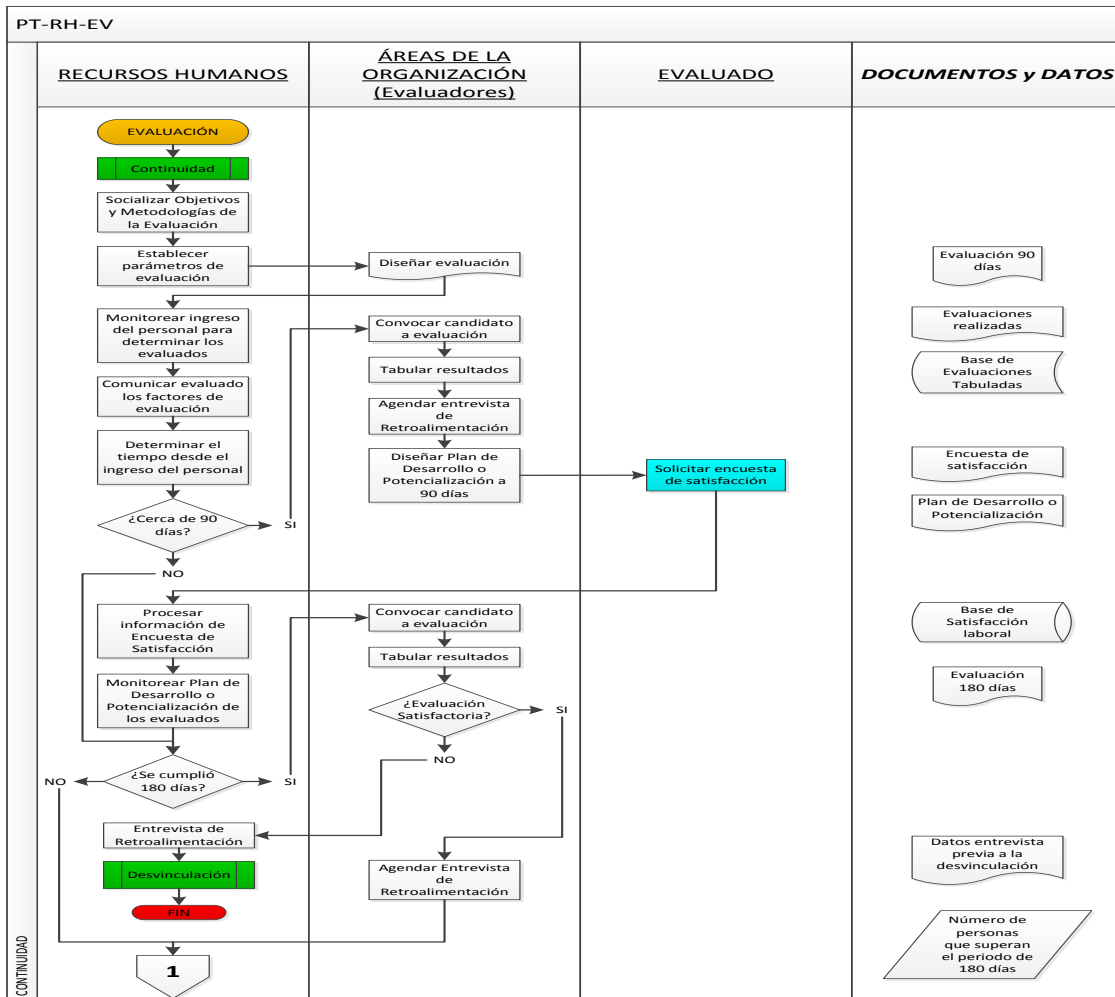 PT-RH-EV
RECURSOS HUMANOS
ÁREAS DE LA
ORGANIZACIÓN
(Evaluadores)
EVALUADO
DOCUMENTOS y DATOS
EVALUACIÓN
Continuidad
Socializar Objetivos
y Metodologías de
la Evaluación
Establecer
parámetros de
evaluación
Diseñar evaluación
Evaluación 90
días
Monitorear ingreso
del personal para
determinar los
evaluados
Convocar candidato
a evaluación
Evaluaciones
realizadas
Tabular resultados
Base de
Evaluaciones
Tabuladas
Comunicar evaluado
los factores de
evaluación
Agendar entrevista
de
Retroalimentación
Determinar el
tiempo desde el
ingreso del personal
Diseñar Plan de
Desarrollo o
Potencialización a
90 días
Solicitar encuesta
de satisfacción
Encuesta de
satisfacción
¿Cerca de 90
días?
SI
NO
Plan de Desarrollo o
Potencialización
Procesar
información de
Encuesta de
Satisfacción
Convocar candidato
a evaluación
Base de
Satisfacción
laboral
Tabular resultados
Monitorear Plan de
Desarrollo o
Potencialización de
los evaluados
¿Evaluación
Satisfactoria?
SI
NO
Evaluación
180 días
NO
¿Se cumplió
180 días?
SI
Entrevista de
Retroalimentación
Desvinculación
FIN
Agendar Entrevista
de
Retroalimentación
Datos entrevista
previa a la
desvinculación
Número de
personas
que superan
el periodo de
180 días
1
CONTINUIDAD